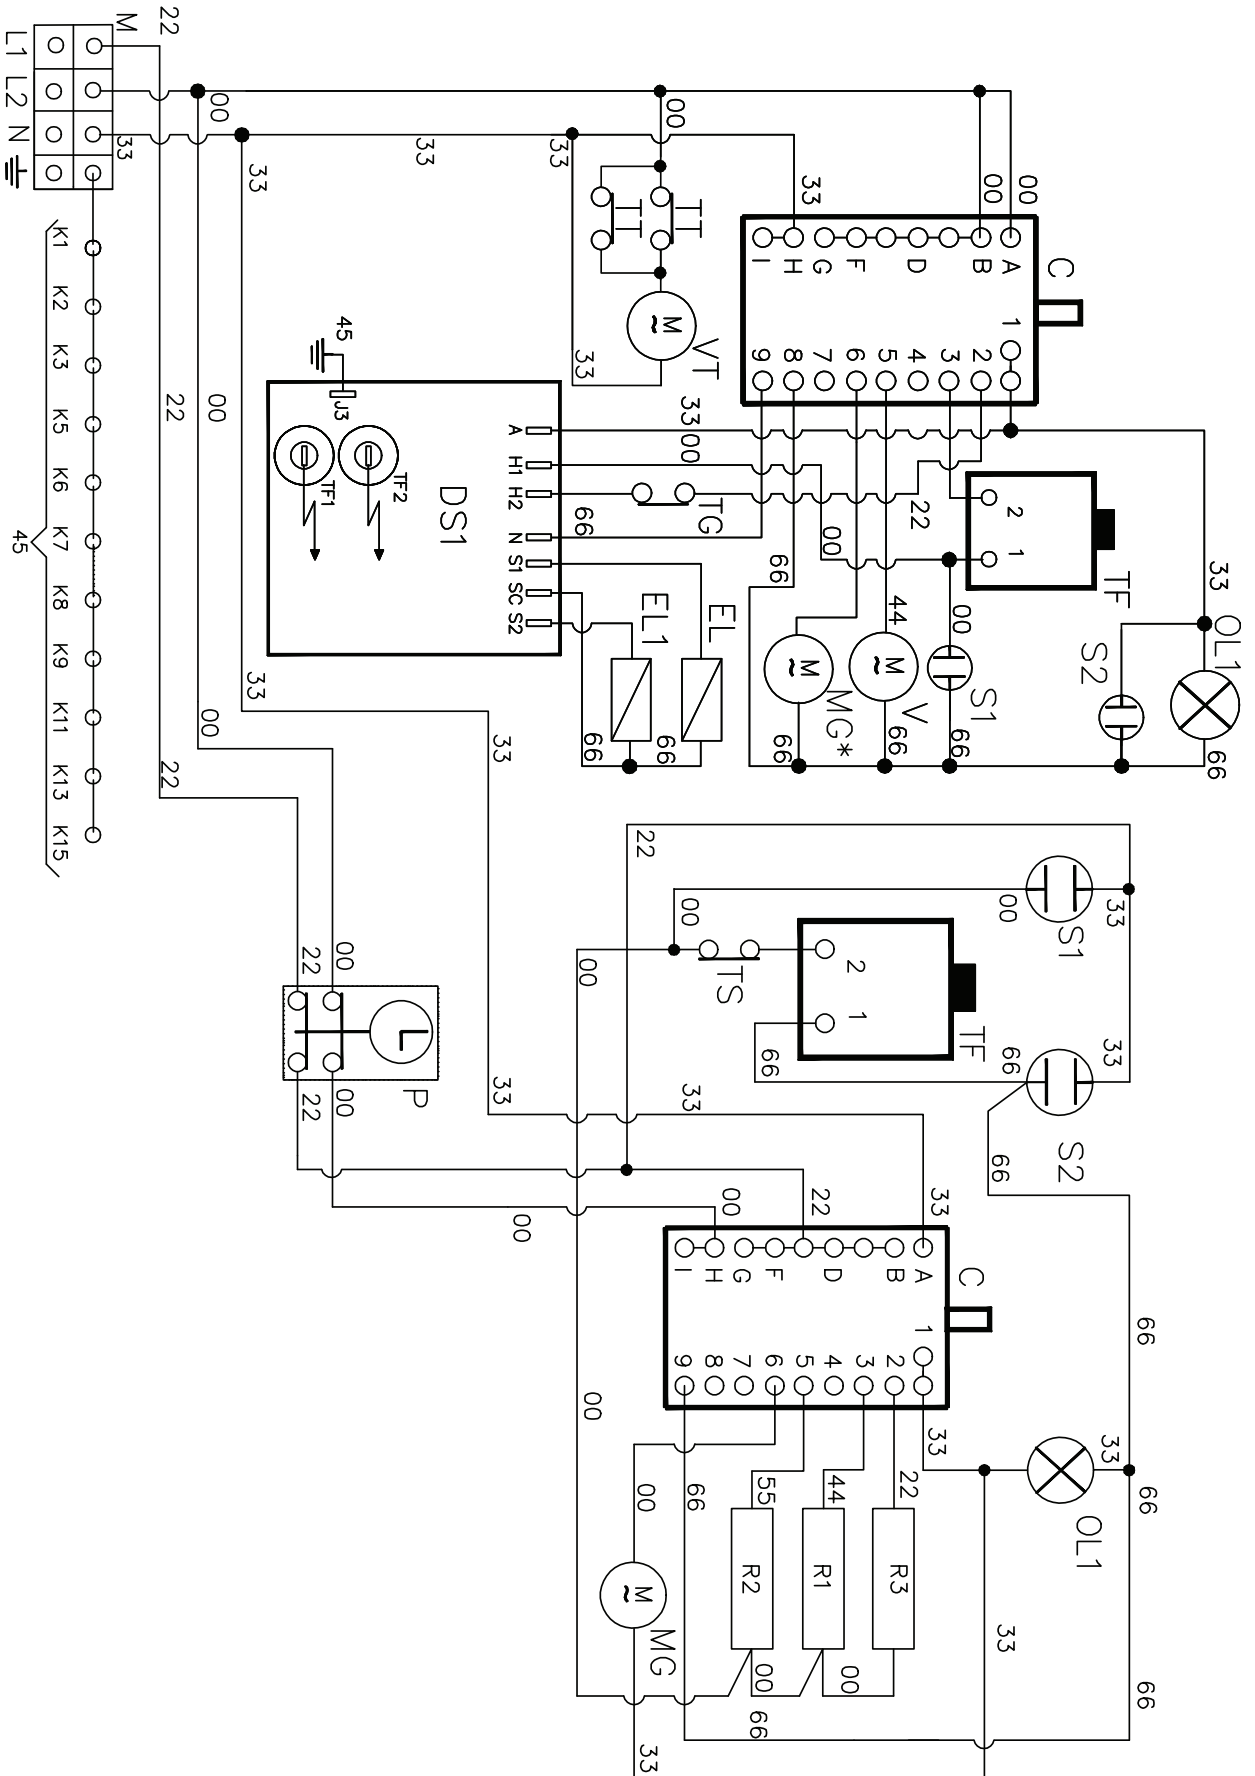 L1 L2 N
M
22
33
00
33
33
33
00
33
00
00
TT
VT
M
~
33
C
A B D F G H I
1 2 3 4 5 6 7 8 9
33
00
22
00
66
66
TG
TF
2
1
33
OL1
S2
66
00
S1
66
44
M
~
V
66
M
~
MG*
66
45
J3
TF1
TF2
DS1
A H1 H2 N S1 SC S2
EL
EL1
66
66
K1 K2 K3 K5 K6 K7 K8 K9 K11 K13 K15
45
22
00
33
00
22
33
22
00
22
00
P
22
00
33
33
22
00
00
S1
33
00
TS
2
1
TF
66
66
33
S2
66
00
22
33
C
A B D F G H I
1 2 3 4 5 6 7 8 9
00
66
66
66
33
OL1
33
22
44
55
00
66
R3
R1
R2
M
~
MG
00
00
66
33
33
66